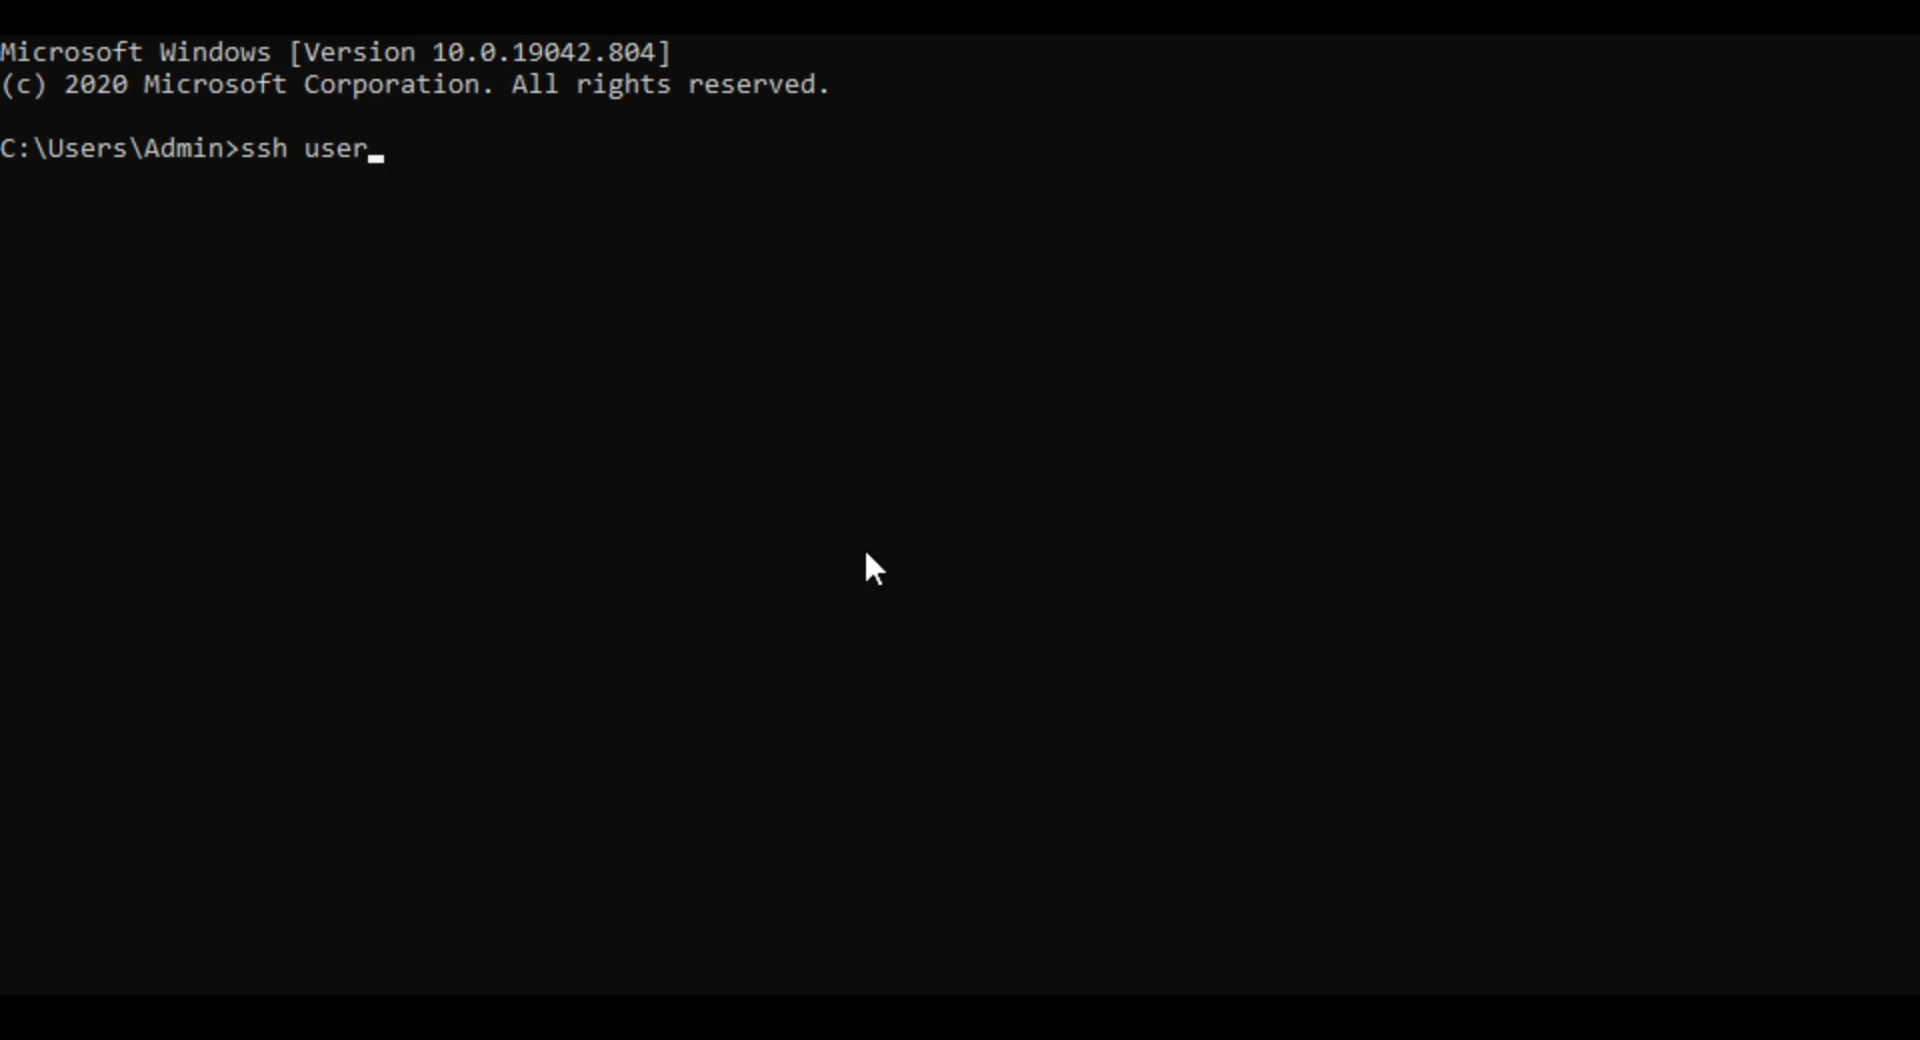 Microsoft Windows [Version 10.0.19042.804]
(c) 2020 Microsoft Corporation. All rights reserved.
C:\Users\Admin>ssh user